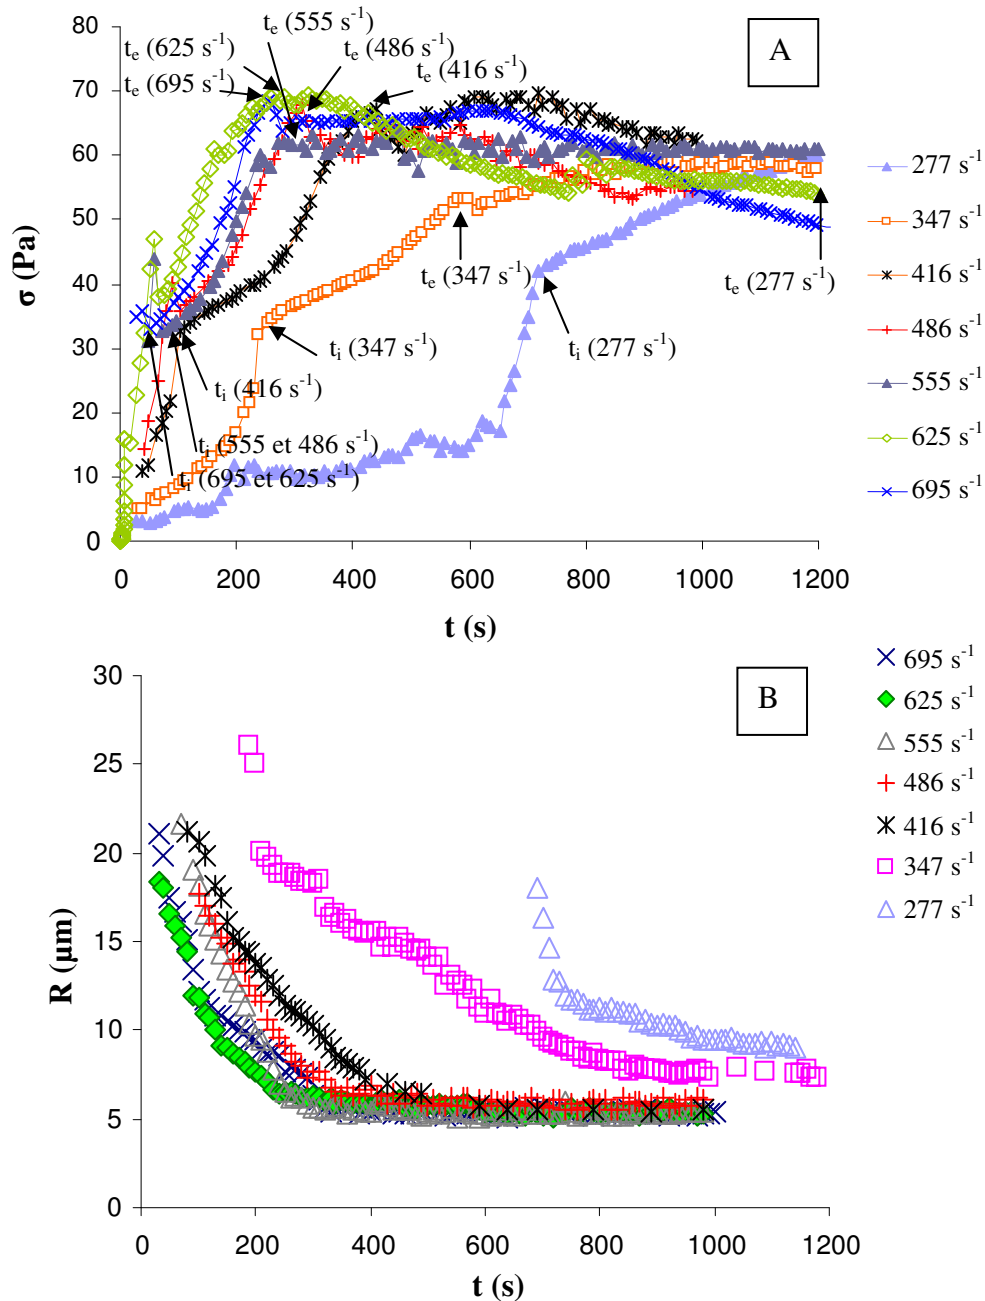 A
80
70
60
50
40
30
20
10
0
σ (Pa)
0 200 400 600 800 1000 1200
t (s)
tₑ (555 s⁻¹)
tₑ (625 s⁻¹)
tₑ (486 s⁻¹)
tₑ (695 s⁻¹)
tₑ (416 s⁻¹)
tₑ (347 s⁻¹)
tₑ (277 s⁻¹)
tᵢ (347 s⁻¹)
tᵢ (277 s⁻¹)
tᵢ (416 s⁻¹)
tᵢ (555 et 486 s⁻¹)
tᵢ (695 et 625 s⁻¹)
277 s⁻¹
347 s⁻¹
416 s⁻¹
486 s⁻¹
555 s⁻¹
625 s⁻¹
695 s⁻¹
B
30
25
20
15
10
5
0
R (μm)
0 200 400 600 800 1000 1200
t (s)
695 s⁻¹
625 s⁻¹
555 s⁻¹
486 s⁻¹
416 s⁻¹
347 s⁻¹
277 s⁻¹